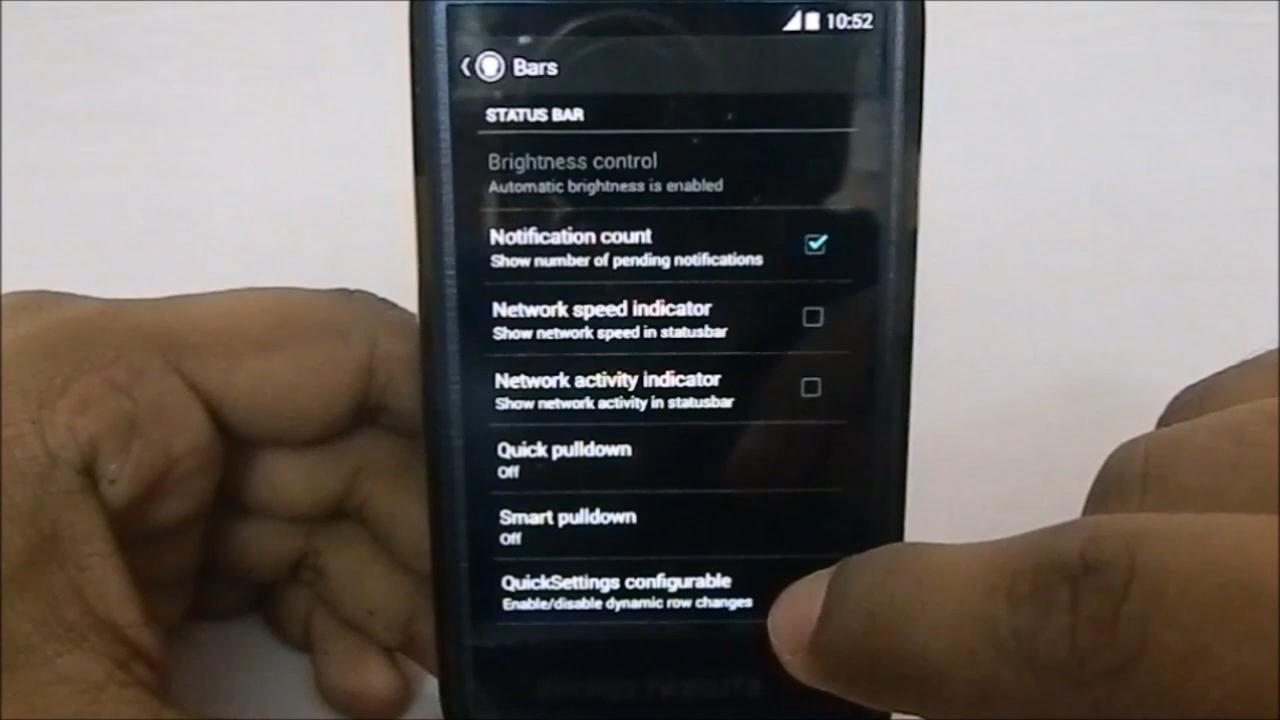 10:52
Bars
STATUS BAR
Brightness control
Automatic brightness is enabled
Notification count
Show number of pending notifications
Network speed indicator
Show network speed in statusbar
Network activity indicator
Show network activity in statusbar
Quick pulldown
Off
Smart pulldown
Off
QuickSettings configurable
Enable/disable dynamic row changes